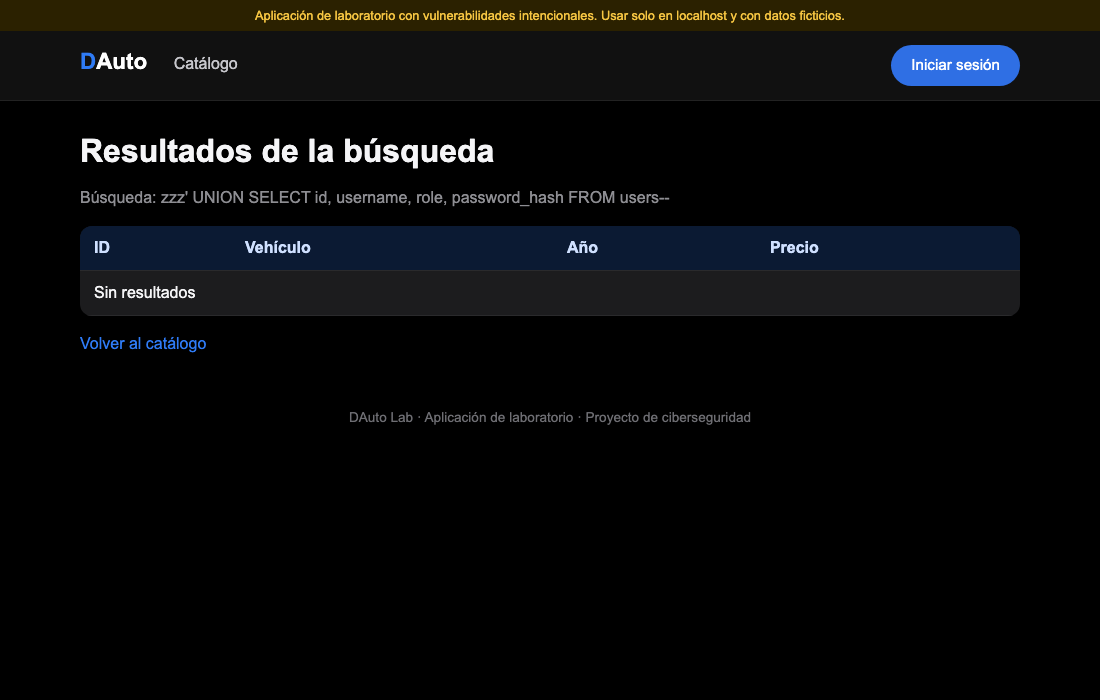 Aplicación de laboratorio con vulnerabilidades intencionales. Usar solo en localhost y con datos ficticios.
DAuto Catálogo Iniciar sesión
Resultados de la búsqueda
Búsqueda: zzz' UNION SELECT id, username, role, password_hash FROM users--
ID Vehículo Año Precio
Sin resultados
Volver al catálogo
DAuto Lab · Aplicación de laboratorio · Proyecto de ciberseguridad